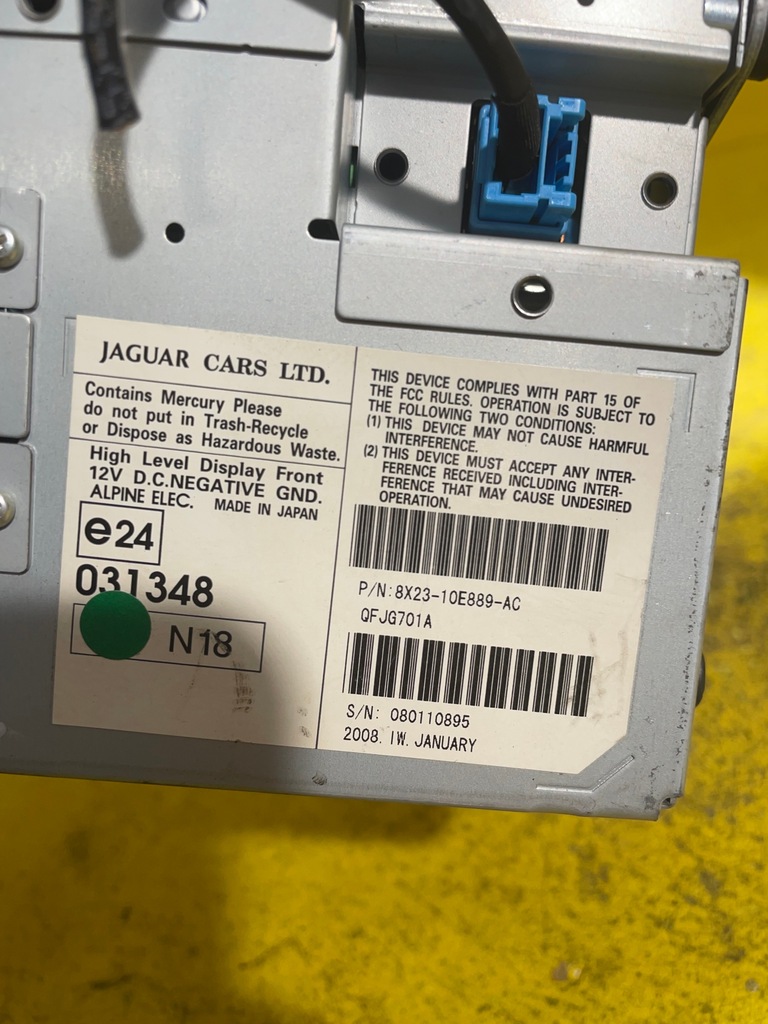 JAGUAR CARS LTD.
Contains Mercury Please
do not put in Trash-Recycle
or Dispose as Hazardous Waste.
High Level Display Front
12V D.C.NEGATIVE GND.
ALPINE ELEC. MADE IN JAPAN
e24
031348
N18
THIS DEVICE COMPLIES WITH PART 15 OF
THE FCC RULES. OPERATION IS SUBJECT TO
THE FOLLOWING TWO CONDITIONS:
(1) THIS DEVICE MAY NOT CAUSE HARMFUL
INTERFERENCE.
(2) THIS DEVICE MUST ACCEPT ANY INTER-
FERENCE RECEIVED INCLUDING INTER-
FERENCE THAT MAY CAUSE UNDESIRED
OPERATION.
P/N:8X23-10E889-AC
QFJG701A
S/N: 080110895
2008. 1W. JANUARY